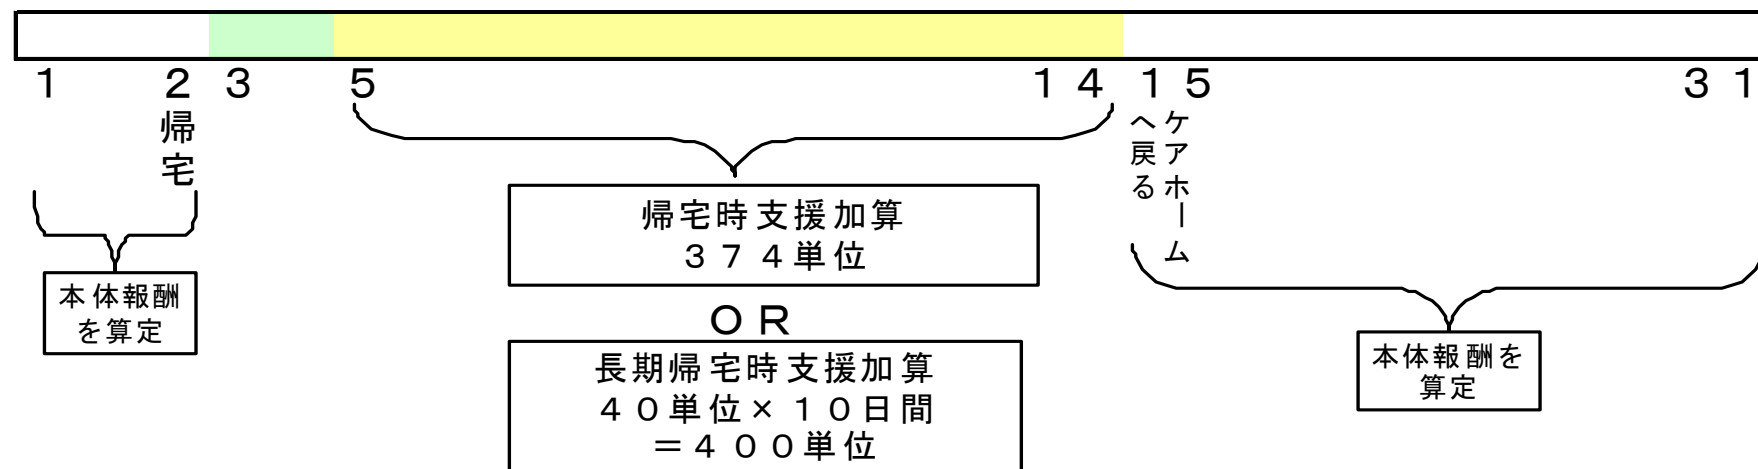 1 2 3 5 14 15 31
帰宅
ケアホーム
へ戻る
帰宅時支援加算
374単位
本体報酬
を算定
OR
長期帰宅時支援加算
40単位×10日間
=400単位
本体報酬を
算定